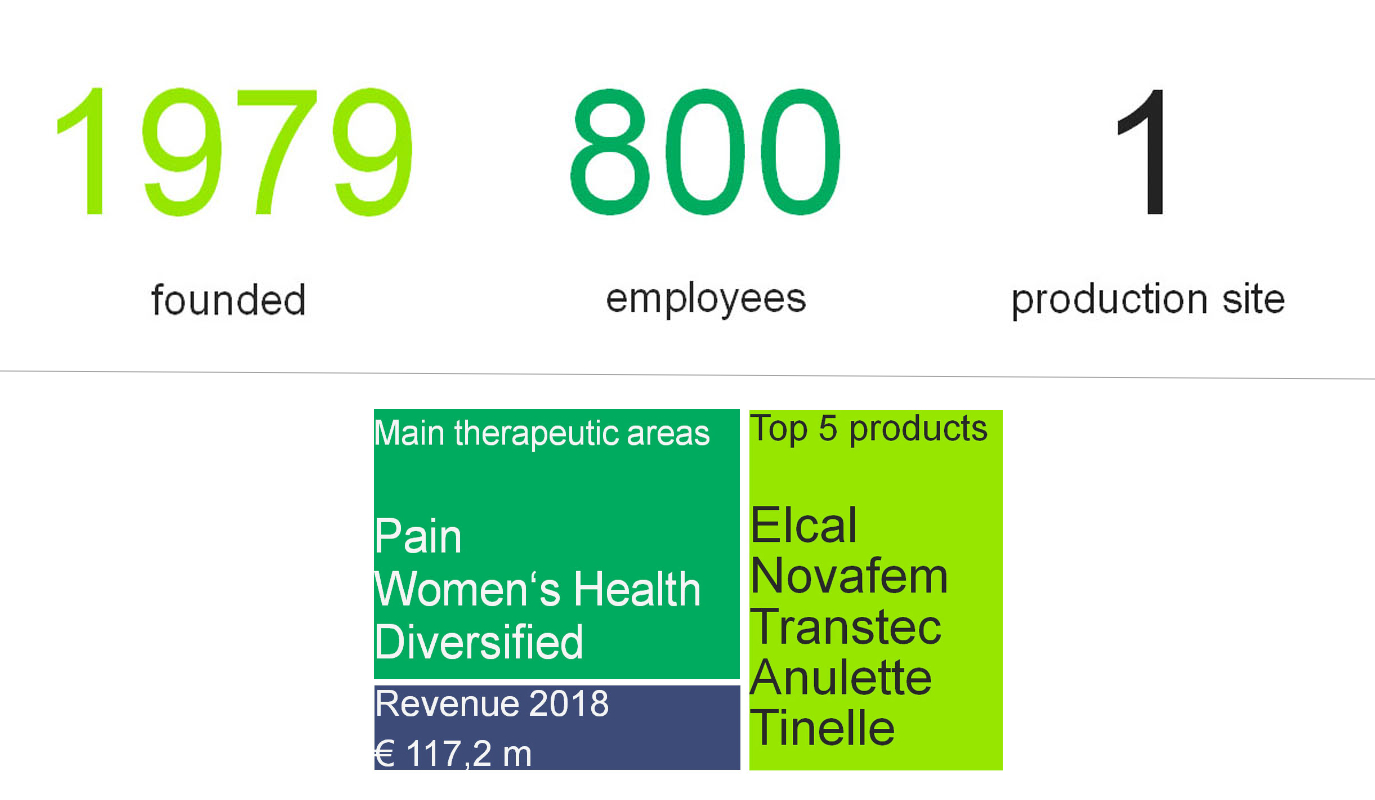 1979
founded
800
employees
1
production site
Main therapeutic areas
Pain
Women‘s Health
Diversified
Revenue 2018
€ 117,2 m
Top 5 products
Elcal
Novafem
Transtec
Anulette
Tinelle